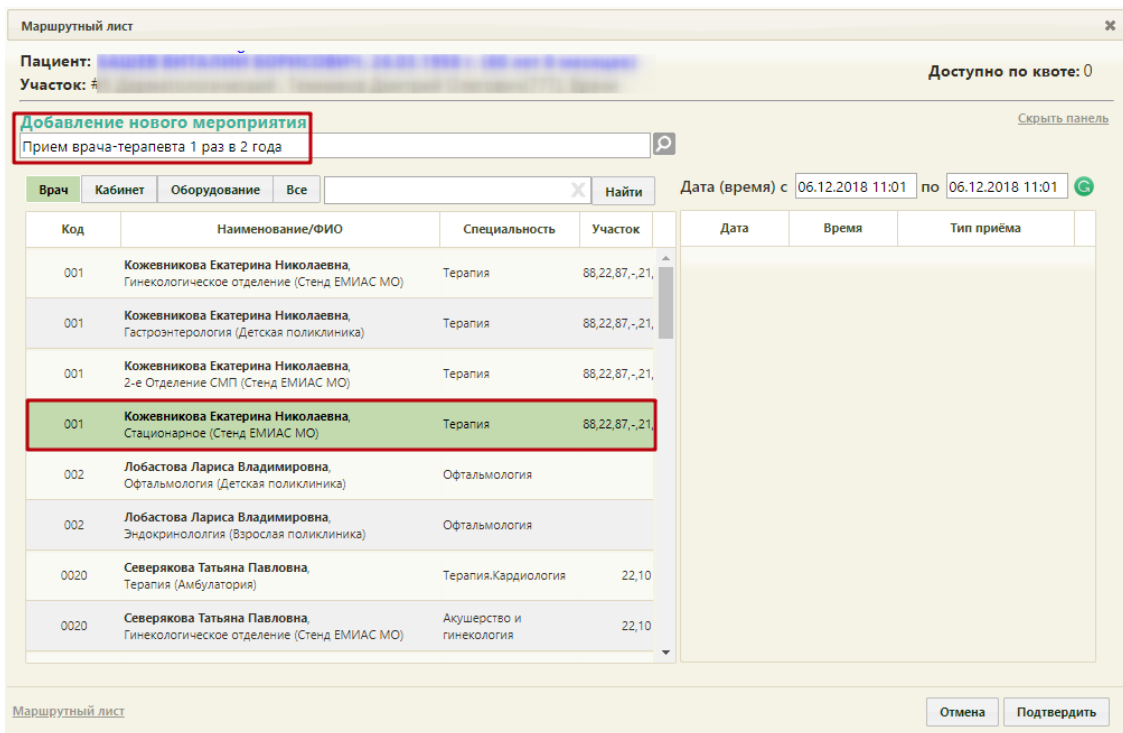 Маршрутный лист
Пациент:
Участок: #
Доступно по квоте: 0
Добавление нового мероприятия
Скрыть панель
Прием врача-терапевта 1 раз в 2 года
Врач Кабинет Оборудование Все X Найти
Дата (время) с 06.12.2018 11:01 по 06.12.2018 11:01
Код Наименование/ФИО Специальность Участок
Дата Время Тип приёма
001 Кожевникова Екатерина Николаевна, Терапия 88,22,87,-,21,
Гинекологическое отделение (Стенд ЕМИАС МО)
001 Кожевникова Екатерина Николаевна, Терапия 88,22,87,-,21,
Гастроэнтерология (Детская поликлиника)
001 Кожевникова Екатерина Николаевна, Терапия 88,22,87,-,21,
2-е Отделение СМП (Стенд ЕМИАС МО)
001 Кожевникова Екатерина Николаевна, Терапия 88,22,87,-,21,
Стационарное (Стенд ЕМИАС МО)
002 Лобастова Лариса Владимировна, Офтальмология
Офтальмология (Детская поликлиника)
002 Лобастова Лариса Владимировна, Офтальмология
Эндокринололгия (Взрослая поликлиника)
0020 Северякова Татьяна Павловна, Терапия.Кардиология 22,10
Терапия (Амбулатория)
0020 Северякова Татьяна Павловна, Акушерство и гинекология 22,10
Гинекологическое отделение (Стенд ЕМИАС МО)
Маршрутный лист
Отмена Подтвердить